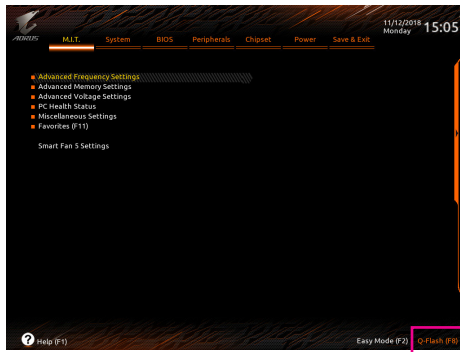 11/12/2018 15:05
Monday
AORUS
M.I.T. System BIOS Peripherals Chipset Power Save & Exit
Advanced Frequency Settings
Advanced Memory Settings
Advanced Voltage Settings
PC Health Status
Miscellaneous Settings
Favorites (F11)
Smart Fan 5 Settings
? Help (F1) Easy Mode (F2) Q-Flash (F8)